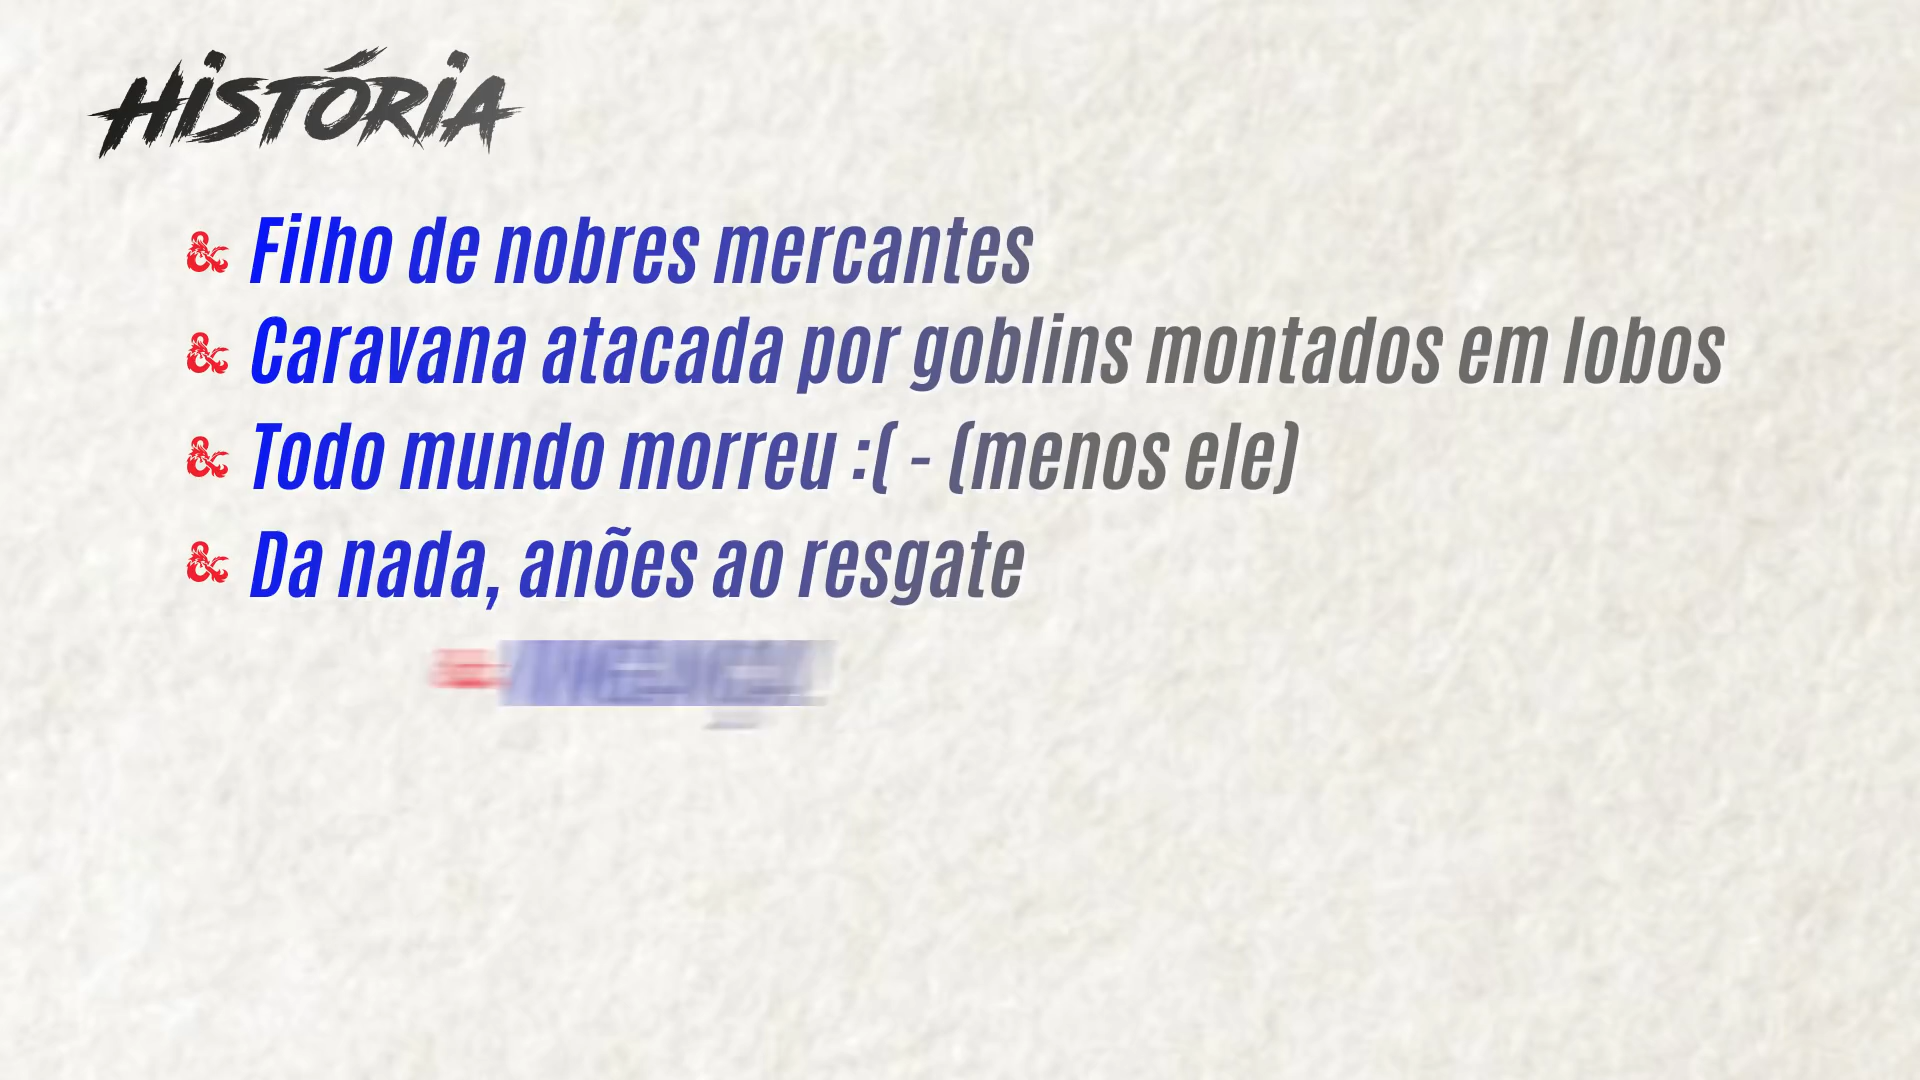 HISTÓRIA
& Filho de nobres mercantes
& Caravana atacada por goblins montados em lobos
& Todo mundo morreu :( - (menos ele)
& Da nada, anões ao resgate